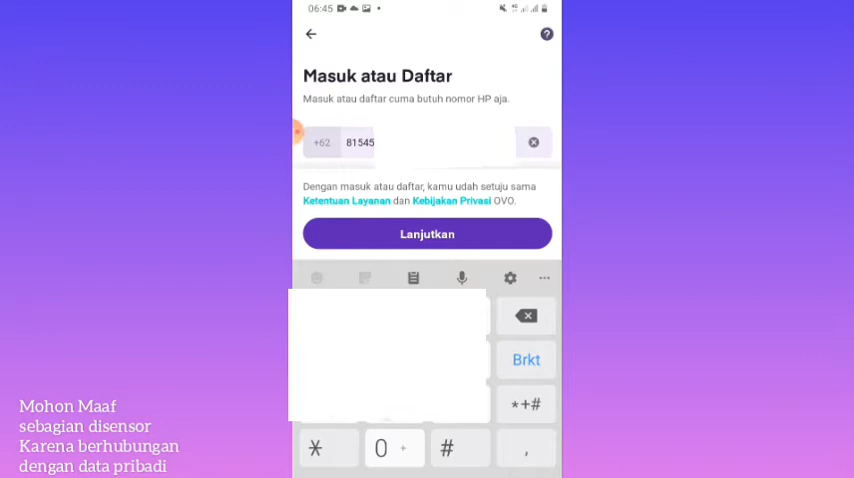 06:45
Masuk atau Daftar
Masuk atau daftar cuma butuh nomor HP aja.
+62 81545
Dengan masuk atau daftar, kamu udah setuju sama
Ketentuan Layanan dan Kebijakan Privasi OVO.
Lanjutkan
Brkt
*+#
0 + # ,
Mohon Maaf
sebagian disensor
Karena berhubungan
dengan data pribadi